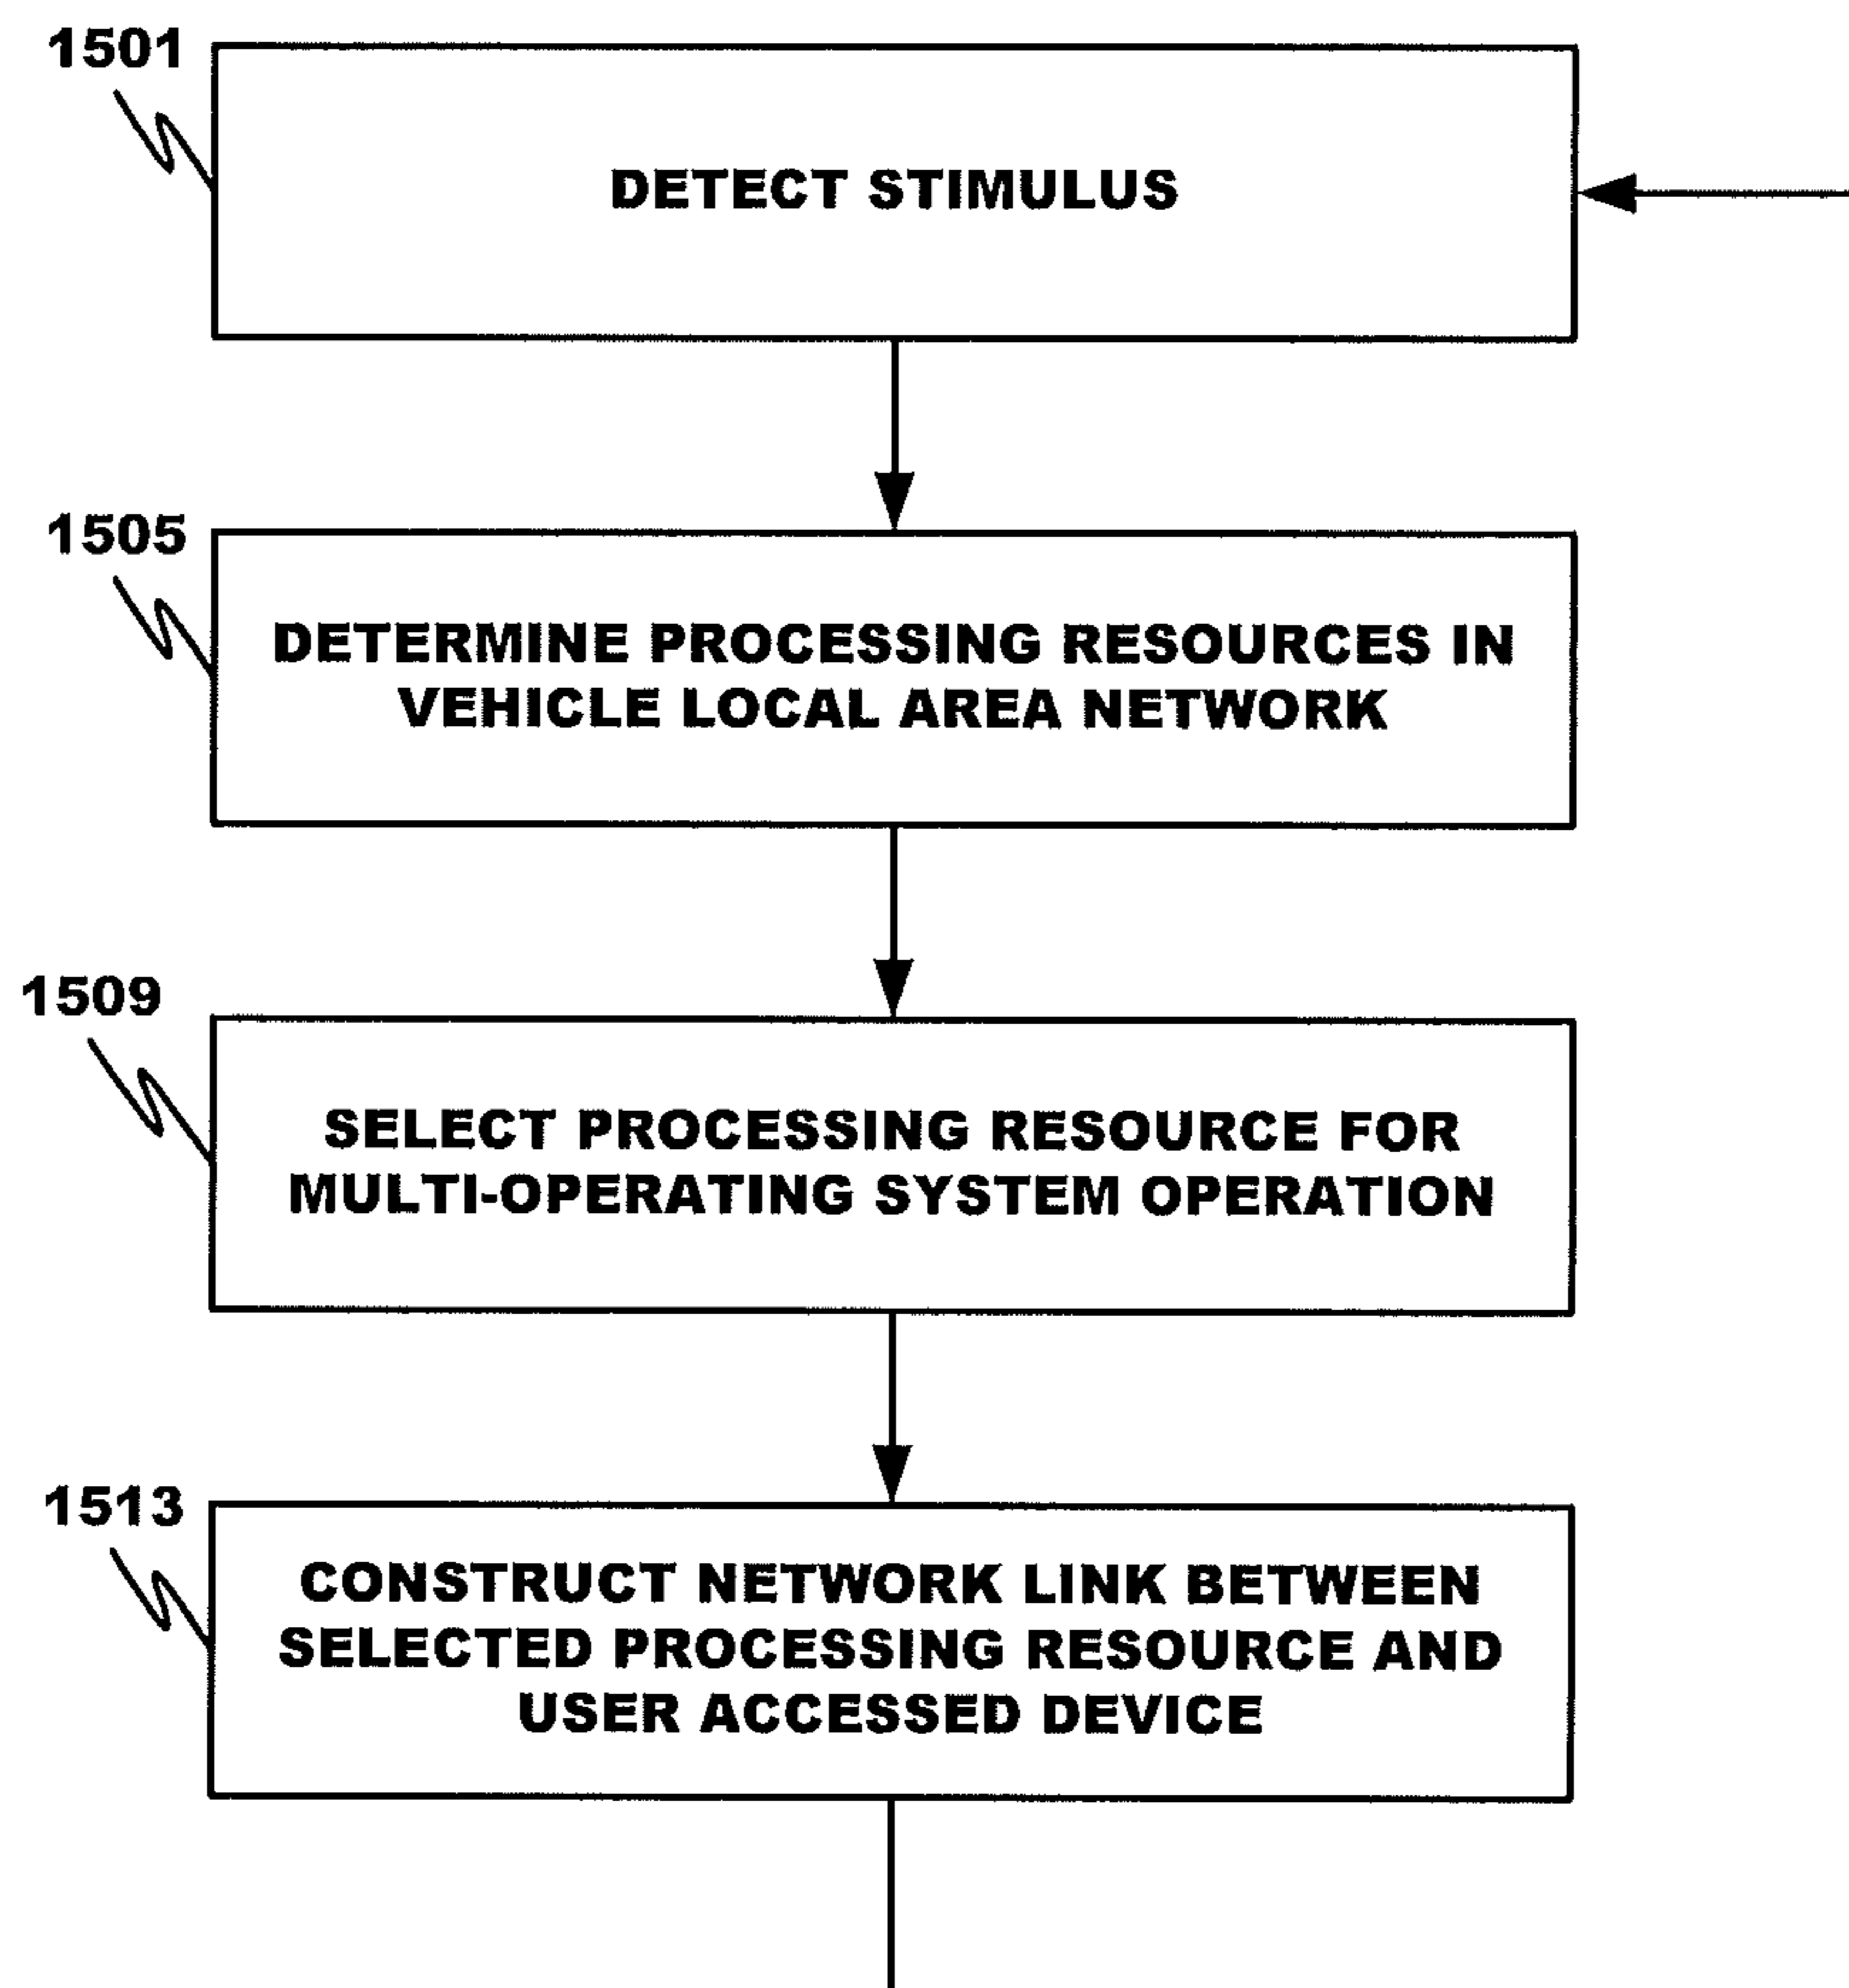 1501
DETECT STIMULUS
1505
DETERMINE PROCESSING RESOURCES IN
VEHICLE LOCAL AREA NETWORK
1509
SELECT PROCESSING RESOURCE FOR
MULTI-OPERATING SYSTEM OPERATION
1513
CONSTRUCT NETWORK LINK BETWEEN
SELECTED PROCESSING RESOURCE AND
USER ACCESSED DEVICE